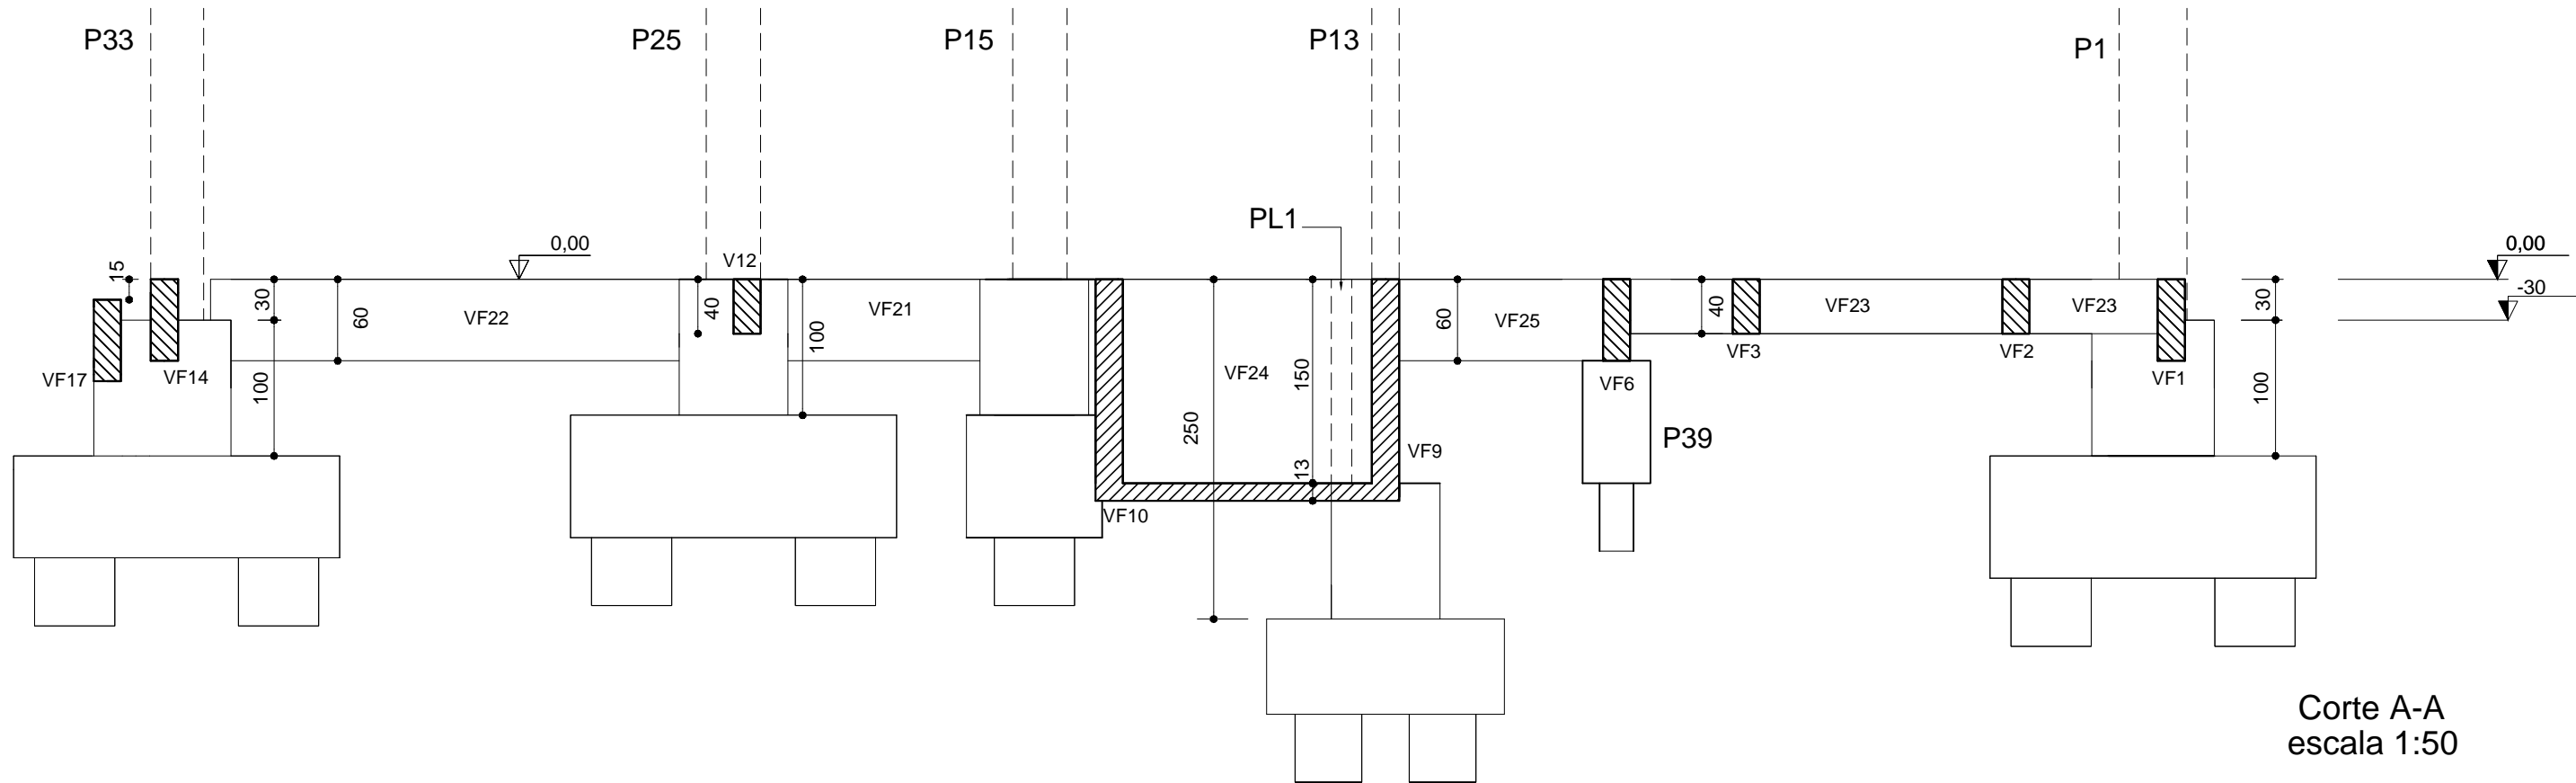 P33
P25
P15
P13
P1
PL1
0,00
0,00
-30
15
30
60
V12
40
100
VF22
VF21
VF24
60
VF25
40
VF23
VF23
30
VF17
VF14
100
150
250
13
VF9
VF10
VF6
P39
VF3
VF2
VF1
100
Corte A-A
escala 1:50